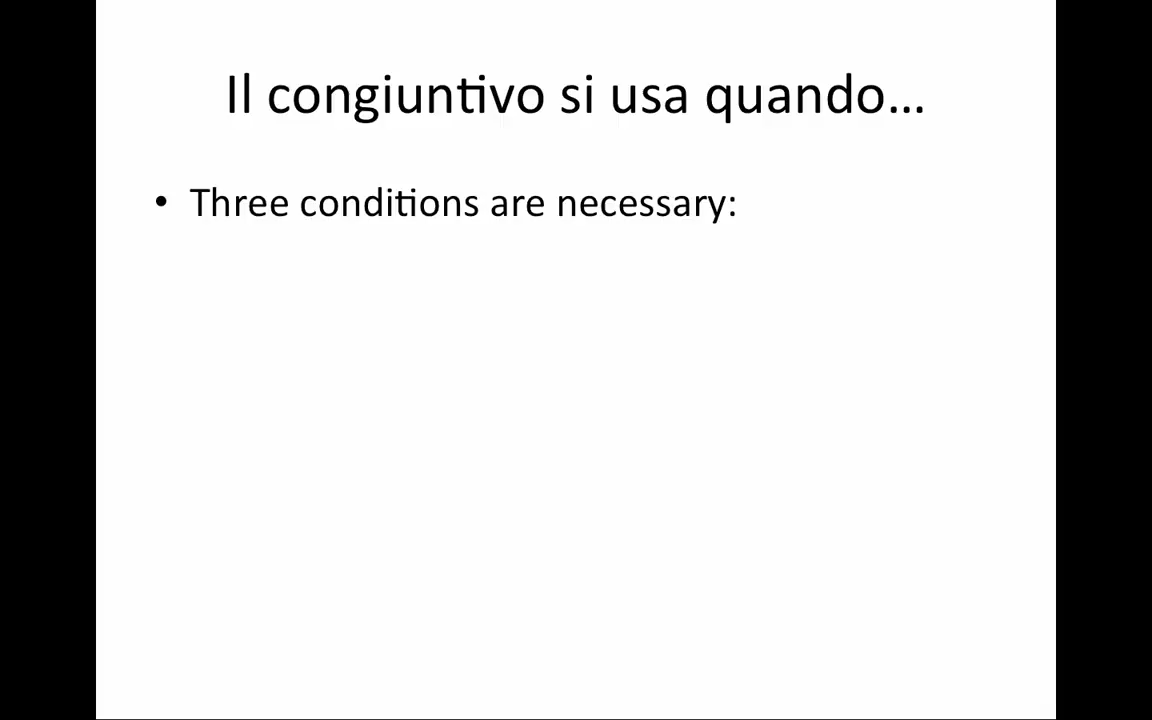 Il congiuntivo si usa quando…
• Three conditions are necessary: